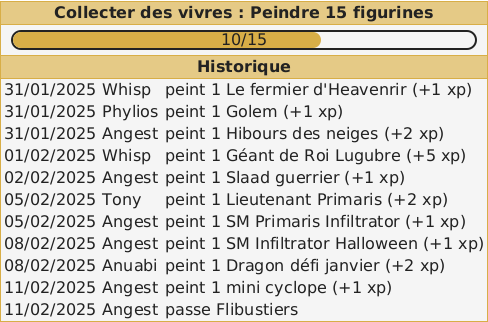 Collecter des vivres : Peindre 15 figurines
10/15
Historique
31/01/2025 Whisp peint 1 Le fermier d'Heavenrir (+1 xp)
31/01/2025 Phylios peint 1 Golem (+1 xp)
31/01/2025 Angest peint 1 Hibours des neiges (+2 xp)
01/02/2025 Whisp peint 1 Géant de Roi Lugubre (+5 xp)
02/02/2025 Angest peint 1 Slaad guerrier (+1 xp)
05/02/2025 Tony peint 1 Lieutenant Primaris (+2 xp)
05/02/2025 Angest peint 1 SM Primaris Infiltrator (+1 xp)
08/02/2025 Angest peint 1 SM Infiltrator Halloween (+1 xp)
08/02/2025 Anuabi peint 1 Dragon défi janvier (+2 xp)
11/02/2025 Angest peint 1 mini cyclope (+1 xp)
11/02/2025 Angest passe Flibustiers